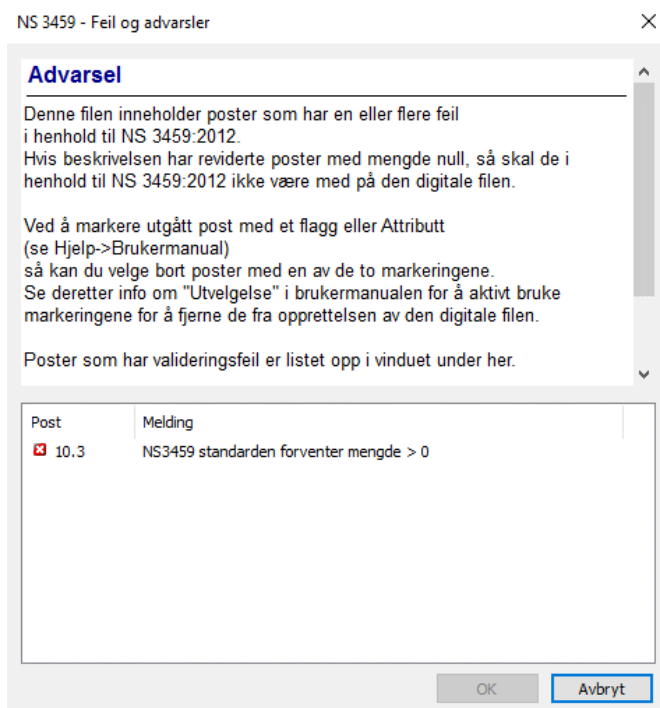 NS 3459 - Feil og advarsler
Advarsel
Denne filen inneholder poster som har en eller flere feil
i henhold til NS 3459:2012.
Hvis beskrivelsen har reviderte poster med mengde null, så skal de i
henhold til NS 3459:2012 ikke være med på den digitale filen.
Ved å markere utgått post med et flagg eller Attributt
(se Hjelp->Brukermanual)
så kan du velge bort poster med en av de to markeringene.
Se deretter info om "Utvelgelse" i brukermanualen for å aktivt bruke
markeringene for å fjerne de fra opprettelsen av den digitale filen.
Poster som har valideringsfeil er listet opp i vinduet under her.
Post Melding
10.3 NS3459 standarden forventer mengde > 0
OK Avbryt